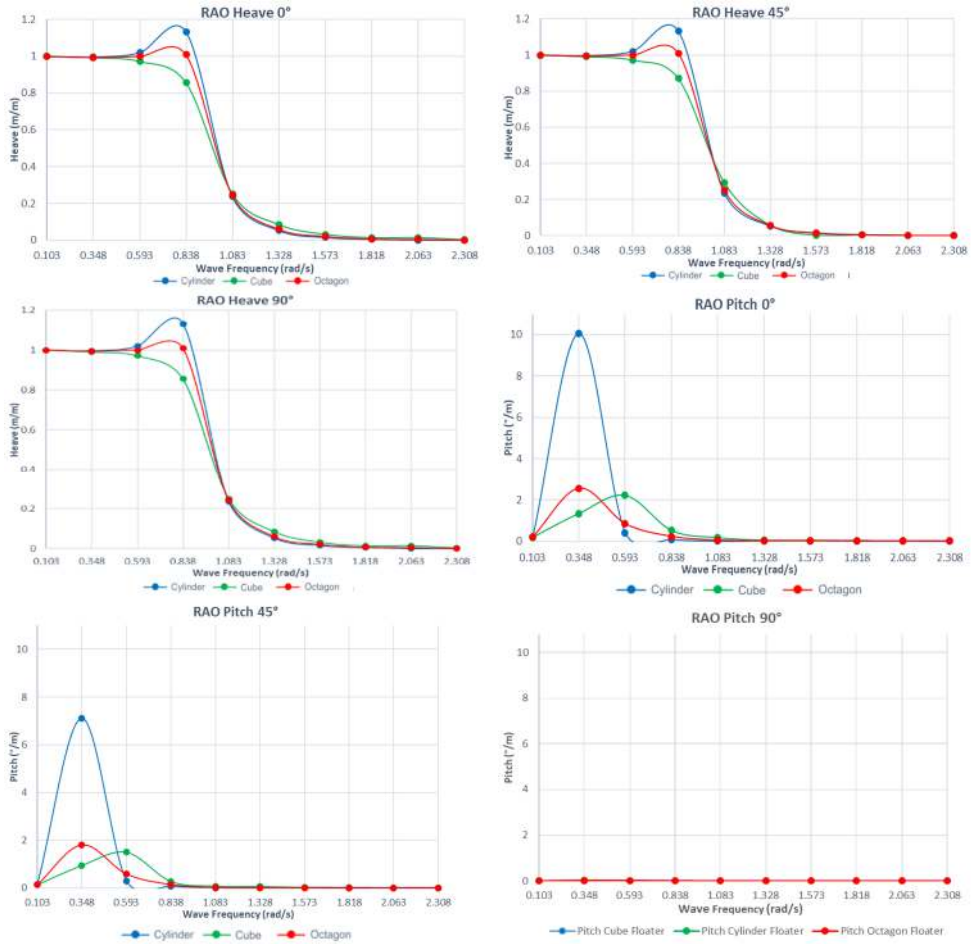 RAO Heave 0°
1.2
1
0.8
0.6
0.4
0.2
0
Heave (m/m)
0.103 0.348 0.593 0.838 1.083 1.328 1.573 1.818 2.063 2.308
Wave Frequency (rad/s)
Cylinder Cube Octagon
RAO Heave 45°
1.2
1
0.8
0.6
0.4
0.2
0
Heave (m/m)
0.103 0.348 0.593 0.838 1.083 1.328 1.573 1.818 2.063 2.308
Wave Frequency (rad/s)
Cylinder Cube Octagon
RAO Heave 90°
1.2
1
0.8
0.6
0.4
0.2
0
Heave (m/m)
0.103 0.348 0.593 0.838 1.083 1.328 1.573 1.818 2.063 2.308
Wave Frequency (rad/s)
Cylinder Cube Octagon
RAO Pitch 0°
10
8
6
4
2
0
Pitch (°/m)
0.103 0.348 0.593 0.838 1.083 1.328 1.573 1.818 2.063 2.308
Wave Frequency (rad/s)
Cylinder Cube Octagon
RAO Pitch 45°
10
8
6
4
2
0
Pitch (°/m)
0.103 0.348 0.593 0.838 1.083 1.328 1.573 1.818 2.063 2.308
Wave Frequency (rad/s)
Cylinder Cube Octagon
RAO Pitch 90°
10
8
6
4
2
0
Pitch (°/m)
0.103 0.348 0.593 0.838 1.083 1.328 1.573 1.818 2.063 2.308
Wave Frequency (rad/s)
Pitch Cube Floater Pitch Cylinder Floater Pitch Octagon Floater